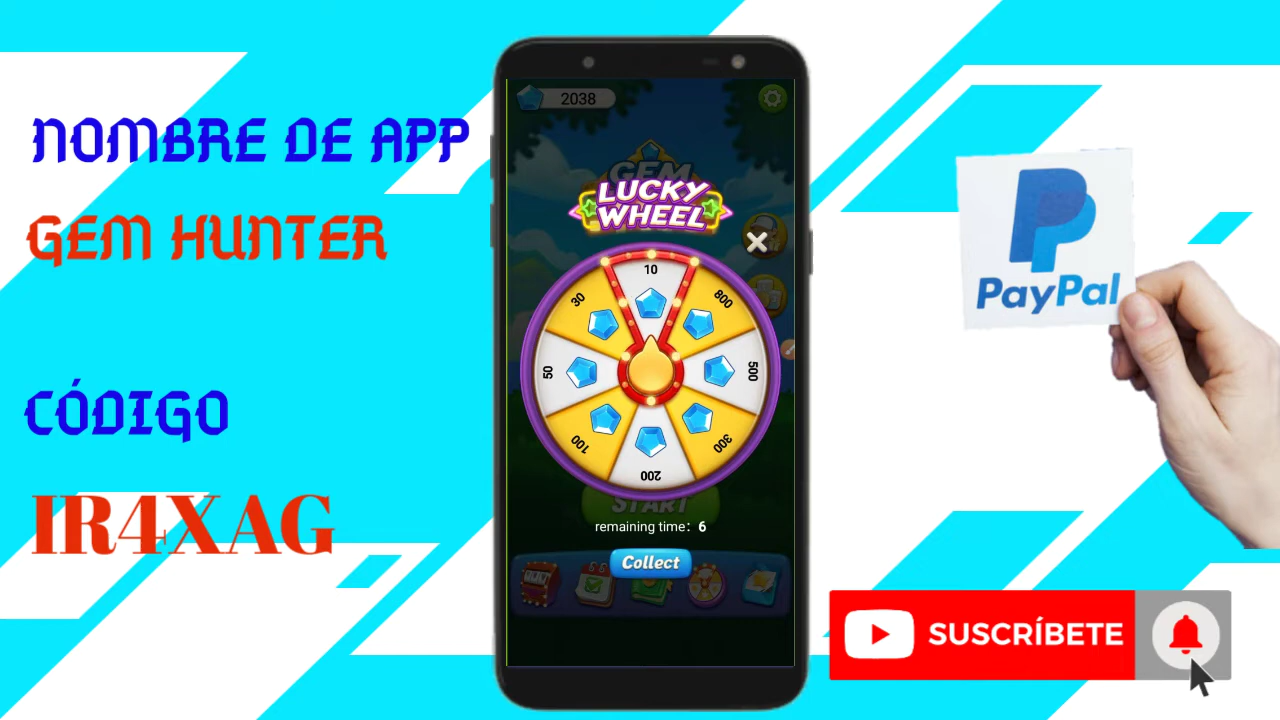 NOMBRE DE APP
GEM HUNTER
CÓDIGO
IR4XAG
2038
GEM
LUCKY
WHEEL
10
800
500
300
200
100
50
30
START
remaining time: 6
Collect
PayPal
SUSCRÍBETE